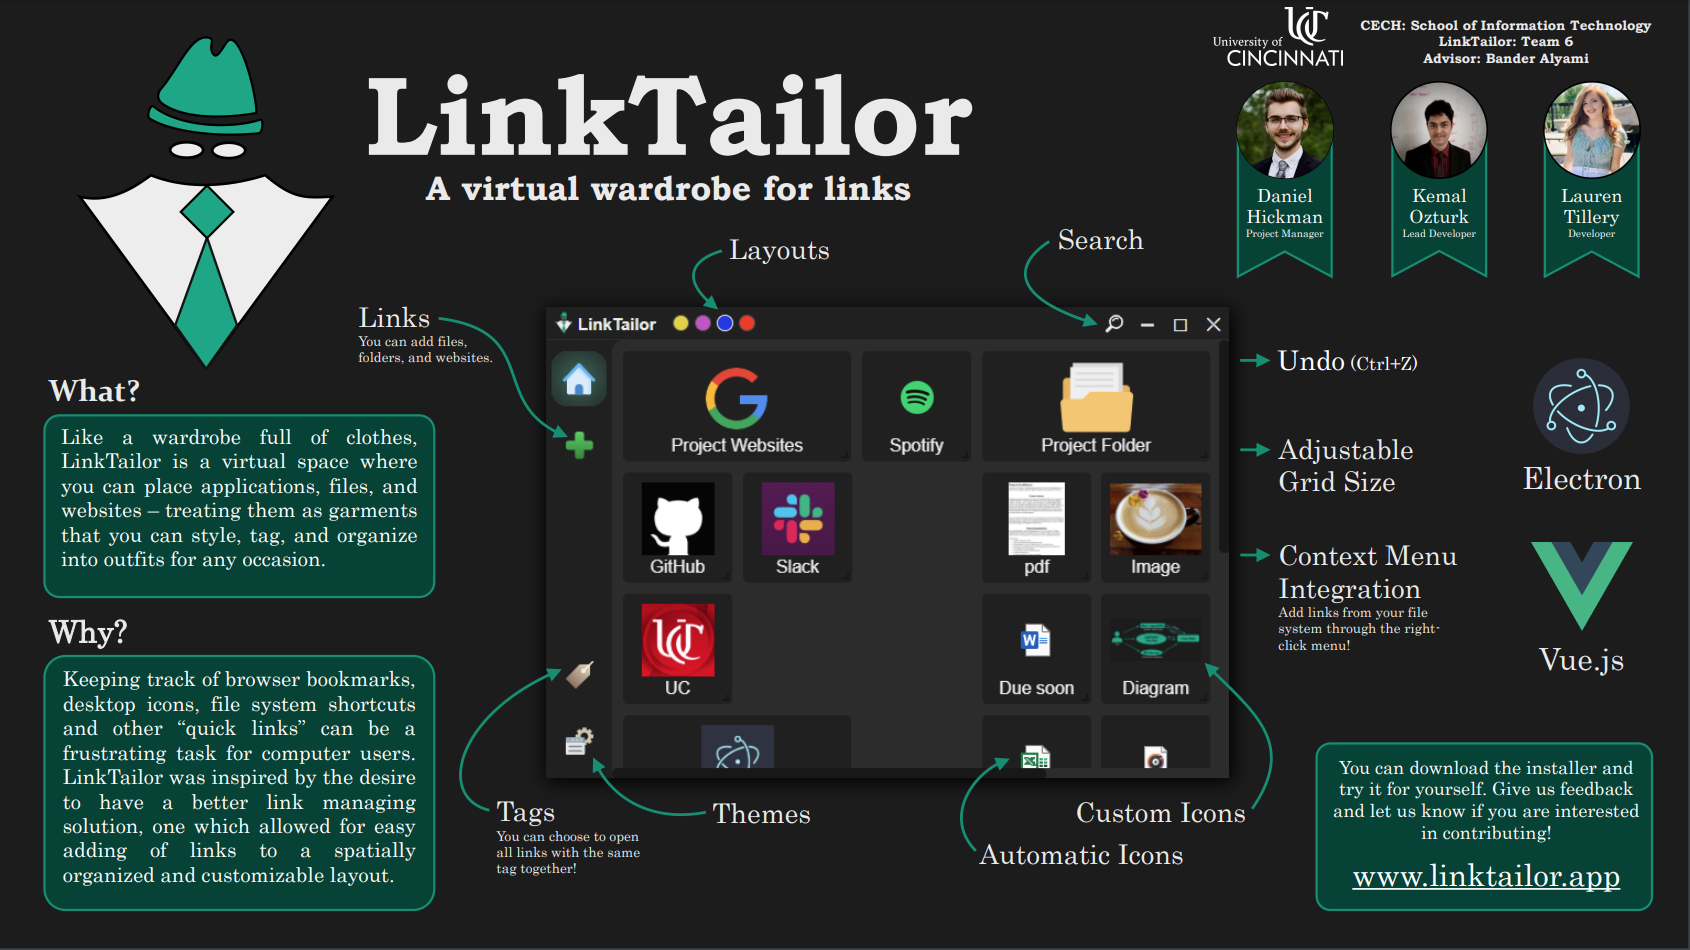 University of
CINCINNATI
CECH: School of Information Technology
LinkTailor: Team 6
Advisor: Bander Alyami
LinkTailor
A virtual wardrobe for links
Daniel
Hickman
Project Manager
Kemal
Ozturk
Lead Developer
Lauren
Tillery
Developer
Layouts
Search
Links
You can add files,
folders, and websites.
What?
Like a wardrobe full of clothes,
LinkTailor is a virtual space where
you can place applications, files, and
websites – treating them as garments
that you can style, tag, and organize
into outfits for any occasion.
Why?
Keeping track of browser bookmarks,
desktop icons, file system shortcuts
and other “quick links” can be a
frustrating task for computer users.
LinkTailor was inspired by the desire
to have a better link managing
solution, one which allowed for easy
adding of links to a spatially
organized and customizable layout.
LinkTailor
Project Websites
Spotify
Project Folder
GitHub
Slack
pdf
Image
UC
Due soon
Diagram
Undo (Ctrl+Z)
Adjustable
Grid Size
Context Menu
Integration
Add links from your file
system through the right-
click menu!
Electron
Vue.js
Tags
You can choose to open
all links with the same
tag together!
Themes
Custom Icons
Automatic Icons
You can download the installer and
try it for yourself. Give us feedback
and let us know if you are interested
in contributing!
www.linktailor.app